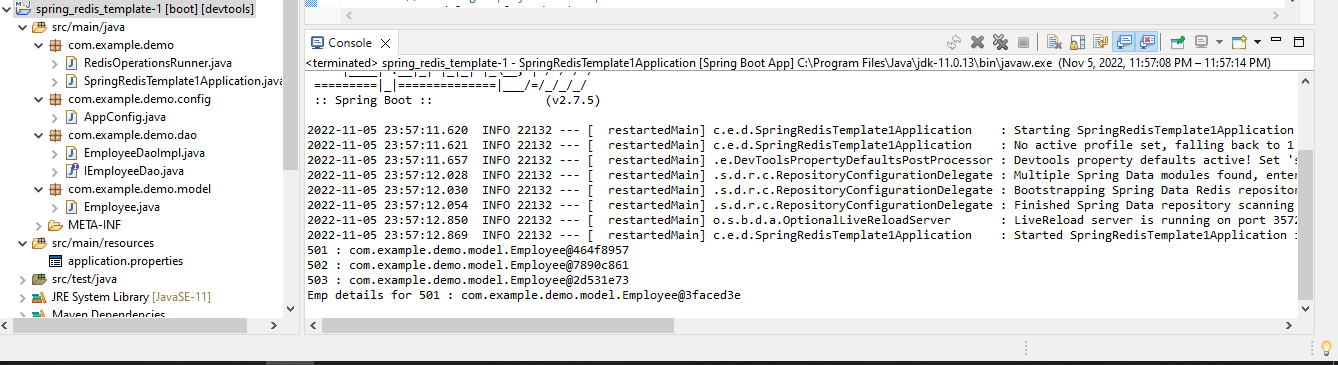 spring_redis_template-1 [boot] [devtools]
src/main/java
com.example.demo
RedisOperationsRunner.java
SpringRedisTemplate1Application.java
com.example.demo.config
AppConfig.java
com.example.demo.dao
EmployeeDaoImpl.java
IEmployeeDao.java
com.example.demo.model
Employee.java
META-INF
src/main/resources
application.properties
src/test/java
JRE System Library [JavaSE-11]
Maven Dependencies
Console
<terminated> spring_redis_template-1 - SpringRedisTemplate1Application [Spring Boot App] C:\Program Files\Java\jdk-11.0.13\bin\javaw.exe (Nov 5, 2022, 11:57:08 PM – 11:57:14 PM)
=========|_|==============|___/=/_/_/_/
:: Spring Boot :: (v2.7.5)
2022-11-05 23:57:11.620 INFO 22132 --- [ restartedMain] c.e.d.SpringRedisTemplate1Application : Starting SpringRedisTemplate1Application
2022-11-05 23:57:11.621 INFO 22132 --- [ restartedMain] c.e.d.SpringRedisTemplate1Application : No active profile set, falling back to 1
2022-11-05 23:57:11.657 INFO 22132 --- [ restartedMain] .e.DevToolsPropertyDefaultsPostProcessor : Devtools property defaults active! Set 's
2022-11-05 23:57:12.028 INFO 22132 --- [ restartedMain] .s.d.r.c.RepositoryConfigurationDelegate : Multiple Spring Data modules found, enter
2022-11-05 23:57:12.030 INFO 22132 --- [ restartedMain] .s.d.r.c.RepositoryConfigurationDelegate : Bootstrapping Spring Data Redis repositor
2022-11-05 23:57:12.054 INFO 22132 --- [ restartedMain] .s.d.r.c.RepositoryConfigurationDelegate : Finished Spring Data repository scanning
2022-11-05 23:57:12.850 INFO 22132 --- [ restartedMain] o.s.b.d.a.OptionalLiveReloadServer : LiveReload server is running on port 3572
2022-11-05 23:57:12.869 INFO 22132 --- [ restartedMain] c.e.d.SpringRedisTemplate1Application : Started SpringRedisTemplate1Application i
501 : com.example.demo.model.Employee@464f8957
502 : com.example.demo.model.Employee@7890c861
503 : com.example.demo.model.Employee@2d531e73
Emp details for 501 : com.example.demo.model.Employee@3faced3e